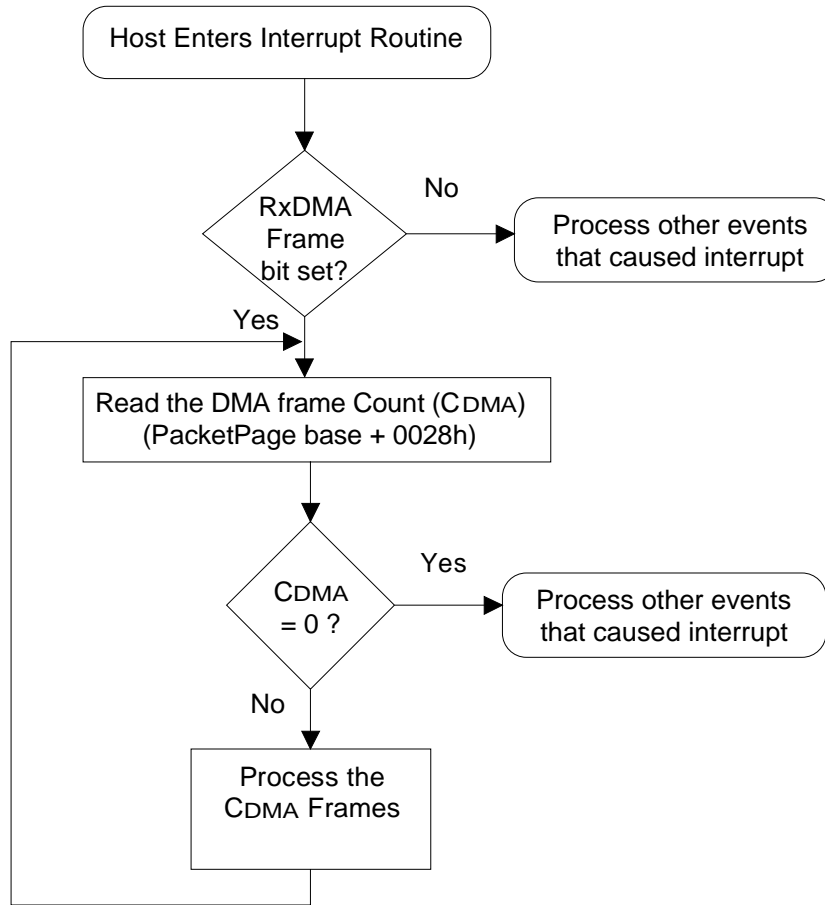 Host Enters Interrupt Routine
RxDMA
Frame
bit set?
No
Process other events
that caused interrupt
Yes
Read the DMA frame Count (CDMA)
(PacketPage base + 0028h)
CDMA
= 0 ?
Yes
Process other events
that caused interrupt
No
Process the
CDMA Frames